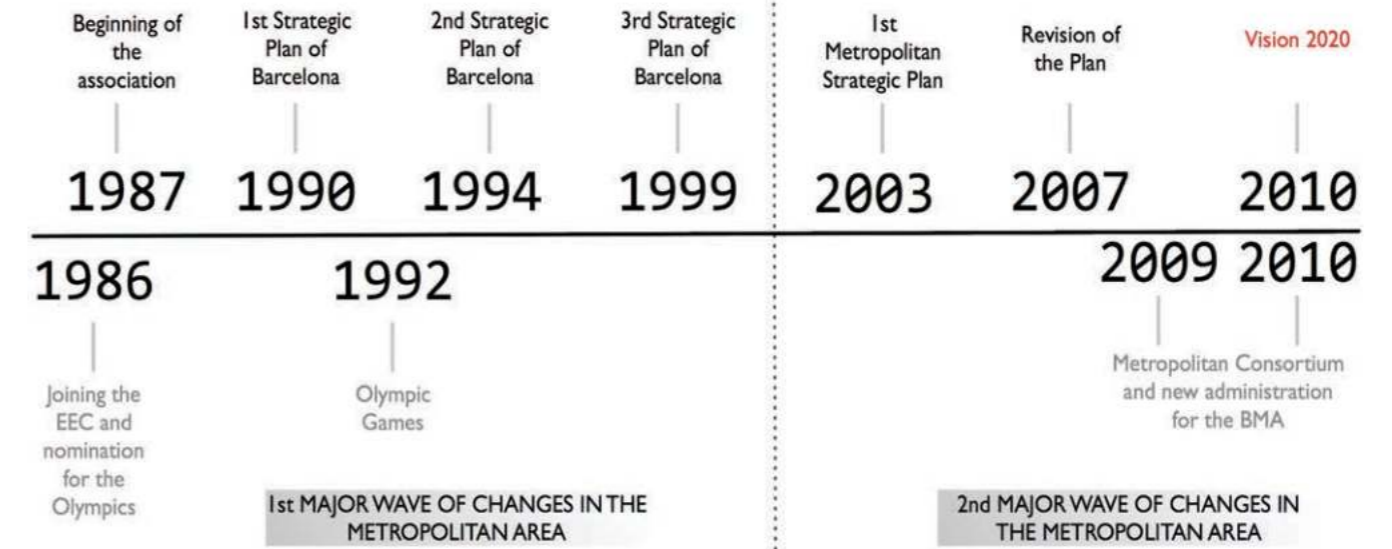 Beginning of
the
association
1st Strategic
Plan of
Barcelona
2nd Strategic
Plan of
Barcelona
3rd Strategic
Plan of
Barcelona
1st
Metropolitan
Strategic Plan
Revision of
the Plan
Vision 2020
1987
1990
1994
1999
2003
2007
2010
1986
1992
2009
2010
Joining the
EEC and
nomination
for the
Olympics
Olympic
Games
Metropolitan Consortium
and new administration
for the BMA
1st MAJOR WAVE OF CHANGES IN THE
METROPOLITAN AREA
2nd MAJOR WAVE OF CHANGES IN
THE METROPOLITAN AREA